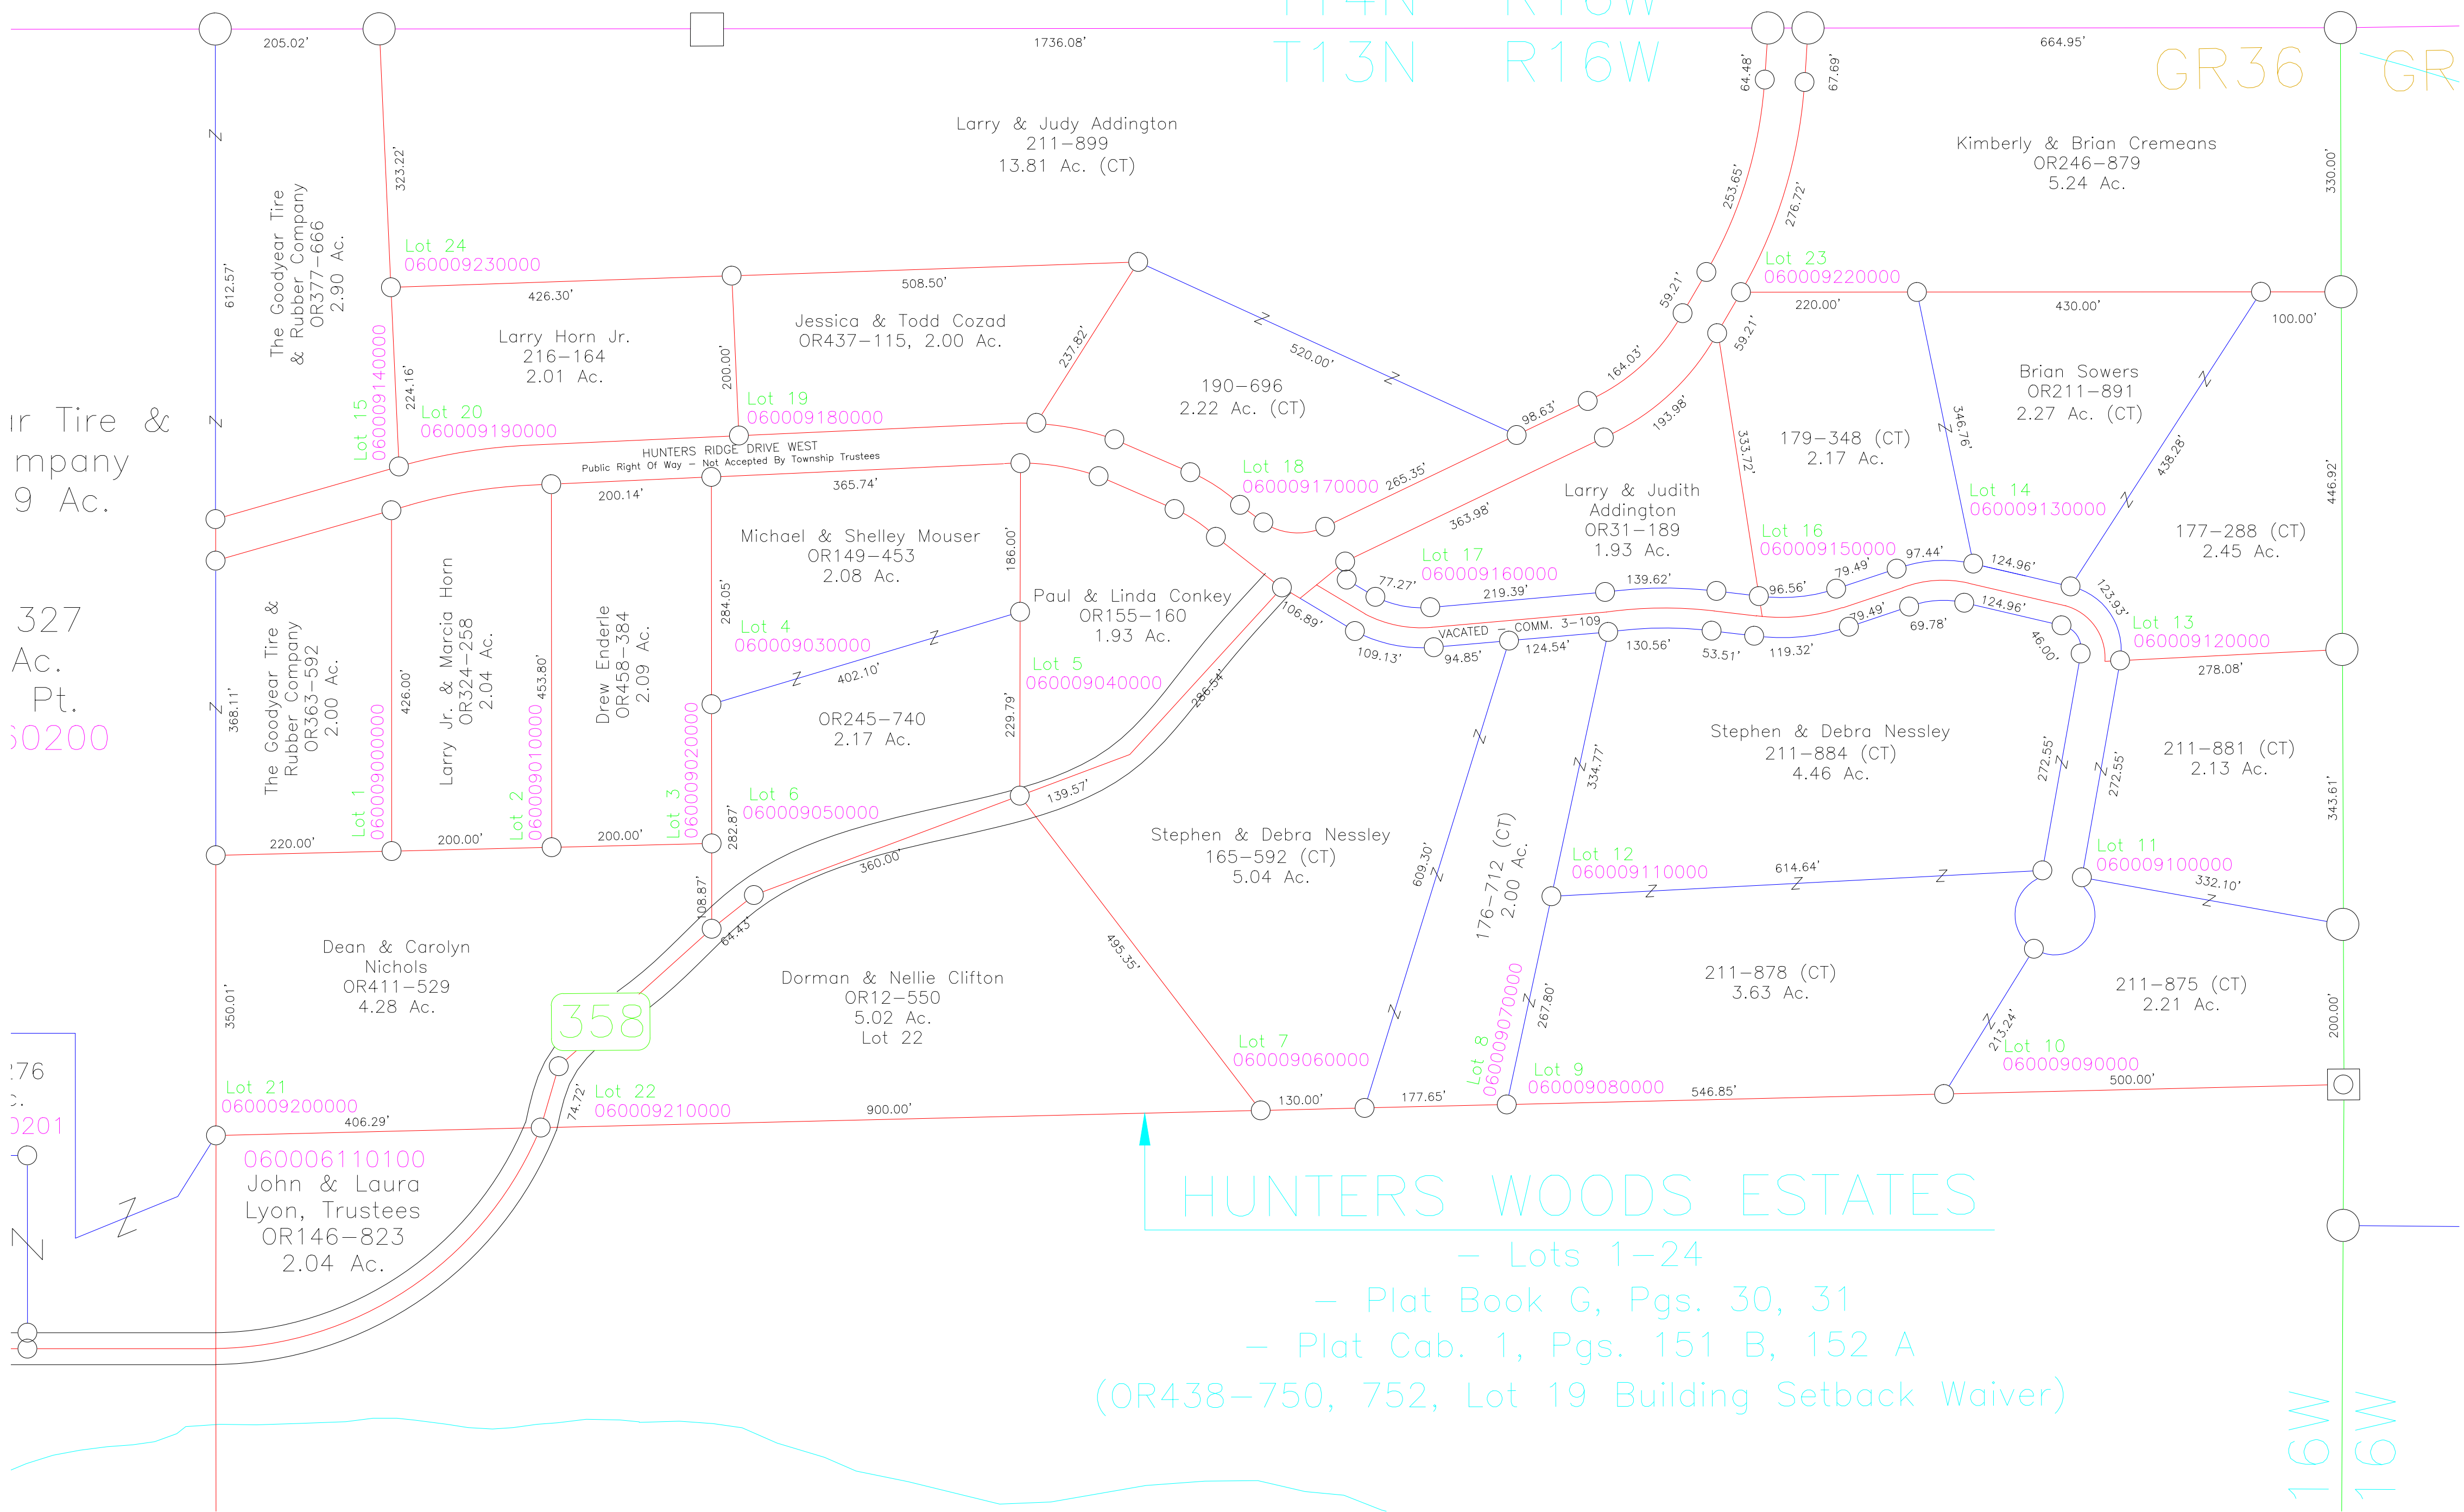 T14N R16W
T13N R16W
GR36
GR
205.02'
1736.08'
664.95'
64.48'
67.69'
330.00'
323.22'
612.57'
The Goodyear Tire
& Rubber Company
OR377-666
2.90 Ac.
Larry & Judy Addington
211-899
13.81 Ac. (CT)
Kimberly & Brian Cremeans
OR246-879
5.24 Ac.
253.65'
276.72'
Lot 24
060009230000
426.30'
508.50'
Lot 23
060009220000
220.00'
430.00'
100.00'
59.21'
59.21'
Larry Horn Jr.
216-164
2.01 Ac.
Jessica & Todd Cozad
OR437-115, 2.00 Ac.
200.00'
237.82'
520.00'
164.03'
193.98'
98.63'
190-696
2.22 Ac. (CT)
Brian Sowers
OR211-891
2.27 Ac. (CT)
346.76'
438.28'
333.72'
179-348 (CT)
2.17 Ac.
224.16'
Lot 15
060009140000
Lot 20
060009190000
Lot 19
060009180000
HUNTERS RIDGE DRIVE WEST
Public Right Of Way - Not Accepted By Township Trustees
Lot 18
060009170000
265.35'
363.98'
446.92'
ar Tire &
ompany
9 Ac.
200.14'
365.74'
Larry & Judith
Addington
OR31-189
1.93 Ac.
Lot 14
060009130000
177-288 (CT)
2.45 Ac.
Michael & Shelley Mouser
OR149-453
2.08 Ac.
186.00'
Lot 17
060009160000
Lot 16
060009150000
97.44'
79.49'
124.96'
96.56'
77.27'
219.39'
139.62'
123.93'
Paul & Linda Conkey
OR155-160
1.93 Ac.
106.89'
VACATED - COMM. 3-109
79.49'
69.78'
124.96'
46.00'
109.13'
94.85'
124.54'
130.56'
53.51'
119.32'
Lot 13
060009120000
278.08'
327
Ac.
Pt.
60200
368.11'
The Goodyear Tire &
Rubber Company
OR363-592
2.00 Ac.
Lot 1
060009000000
426.00'
Larry Jr. & Marcia Horn
OR324-258
2.04 Ac.
Lot 2
060009010000
453.80'
Drew Enderle
OR458-384
2.09 Ac.
Lot 3
060009020000
284.05'
Lot 4
060009030000
402.10'
Lot 5
060009040000
OR245-740
2.17 Ac.
229.79'
286.54'
139.57'
Stephen & Debra Nessley
211-884 (CT)
4.46 Ac.
334.77'
272.55'
272.55'
211-881 (CT)
2.13 Ac.
343.61'
Lot 6
060009050000
220.00'
200.00'
200.00'
282.87'
360.00'
Stephen & Debra Nessley
165-592 (CT)
5.04 Ac.
609.30'
176-712 (CT)
2.00 Ac.
Lot 12
060009110000
614.64'
Lot 11
060009100000
332.10'
108.87'
64.43'
Dean & Carolyn
Nichols
OR411-529
4.28 Ac.
350.01'
495.35'
358
Dorman & Nellie Clifton
OR12-550
5.02 Ac.
Lot 22
211-878 (CT)
3.63 Ac.
267.80'
211-875 (CT)
2.21 Ac.
200.00'
213.24'
Lot 7
060009060000
Lot 8
060009070000
Lot 9
060009080000
Lot 10
060009090000
276
c.
0201
Lot 21
060009200000
406.29'
74.72'
Lot 22
060009210000
900.00'
130.00'
177.65'
546.85'
500.00'
060006110100
John & Laura
Lyon, Trustees
OR146-823
2.04 Ac.
HUNTERS WOODS ESTATES
- Lots 1-24
- Plat Book G, Pgs. 30, 31
- Plat Cab. 1, Pgs. 151 B, 152 A
(OR438-750, 752, Lot 19 Building Setback Waiver)
16W
16W